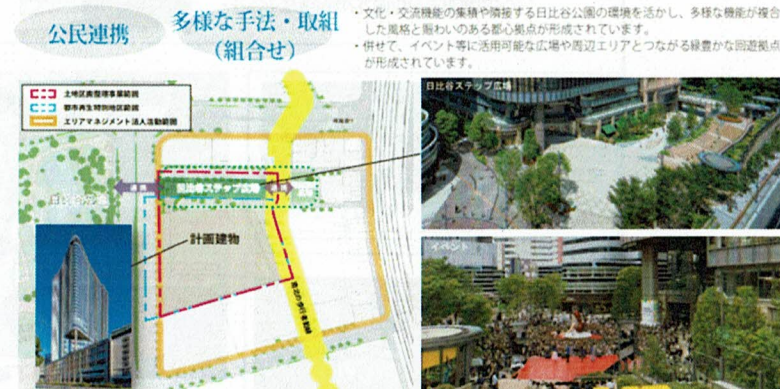 公民連携
多様な手法・取組
(組合せ)
・文化・交流機能の集積や隣接する日比谷公園の環境を活かし、多様な機能が複合
した風格と賑わいのある都心拠点が形成されています。
・併せて、イベント等に活用可能な広場や周辺エリアとつながる緑豊かな回遊拠点
が形成されています。
土地区画整理事業範囲
都市再生特別地区範囲
エリアマネジメント法人活動範囲
日比谷ステップ広場
連携
日比谷ステップ広場
連携
日比谷公園
計画建物
イベント